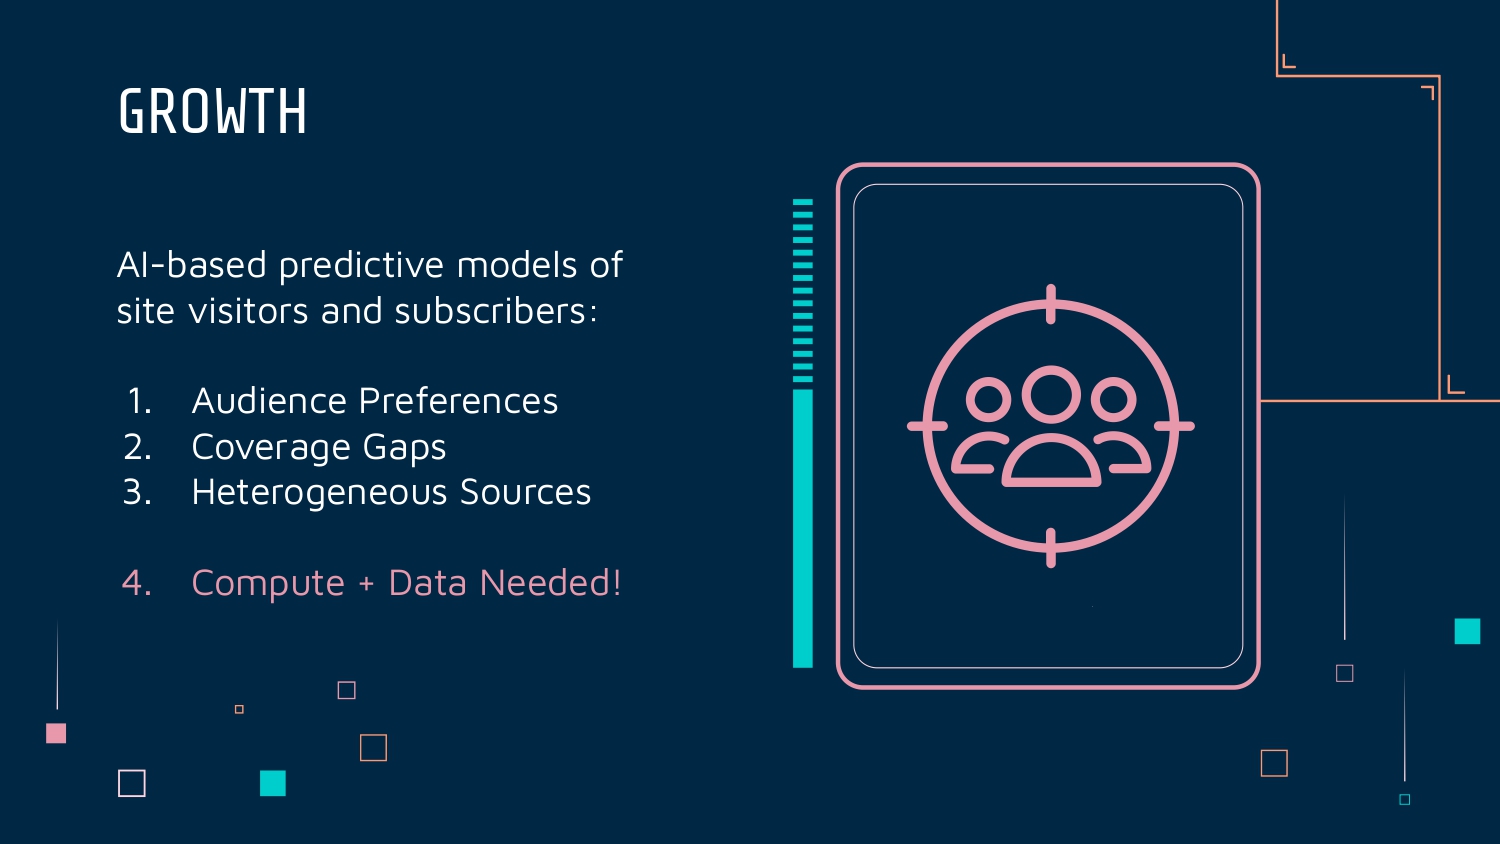 GROWTH
AI-based predictive models of
site visitors and subscribers:
1. Audience Preferences
2. Coverage Gaps
3. Heterogeneous Sources
4. Compute + Data Needed!